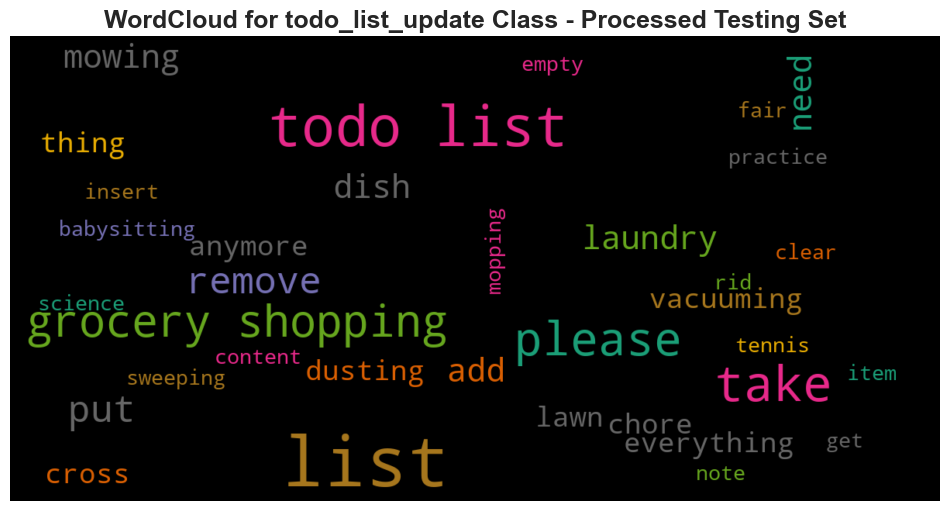 WordCloud for todo_list_update Class - Processed Testing Set
mowing
empty
need
fair
todo list
thing
practice
dish
insert
babysitting
mopping
laundry
anymore
clear
remove
rid
vacuuming
science
grocery shopping
please
tennis
content
dusting
add
take
item
sweeping
put
lawn
chore
everything
get
list
cross
note